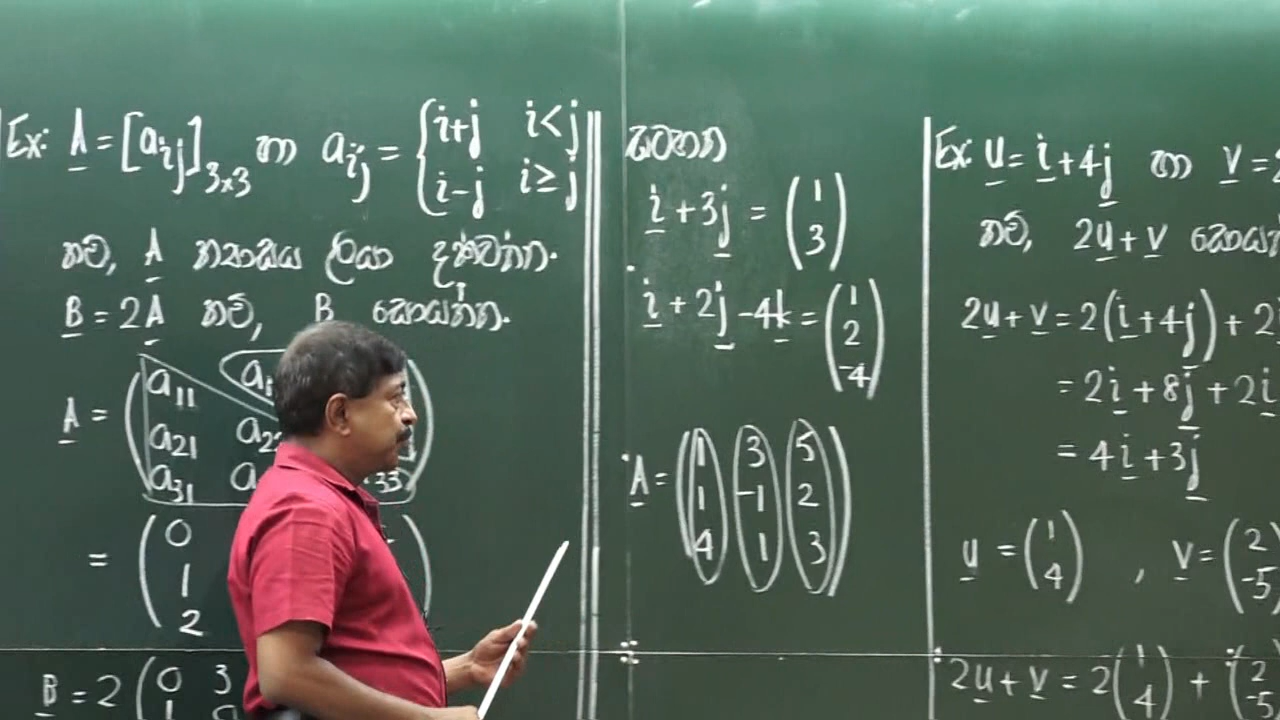 Ex: A = [aij]3×3 හා aij = { i+j   i<j
i-j   i≥j
නම්, A න්‍යාසය ලියා දක්වන්න.
B = 2A නම්, B සොයන්න.
A = ( a11
a21 a22
a31 a 33 )
= ( 0
1
2 )
B = 2 ( 0 3
සටහන
i + 3j = ( 1
3 )
i + 2j - 4k = ( 1
2
-4 )
A = ( 1 3 5
1 -1 2
4 1 3 )
Ex: u = i + 4j හා v =
නම්, 2u + v
2u + v = 2(i + 4j) + 2
= 2i + 8j + 2i
= 4i + 3j
u = ( 1
4 ) , v = ( 2
-5 )
2u + v = 2 ( 1
4 ) + ( 2
-5